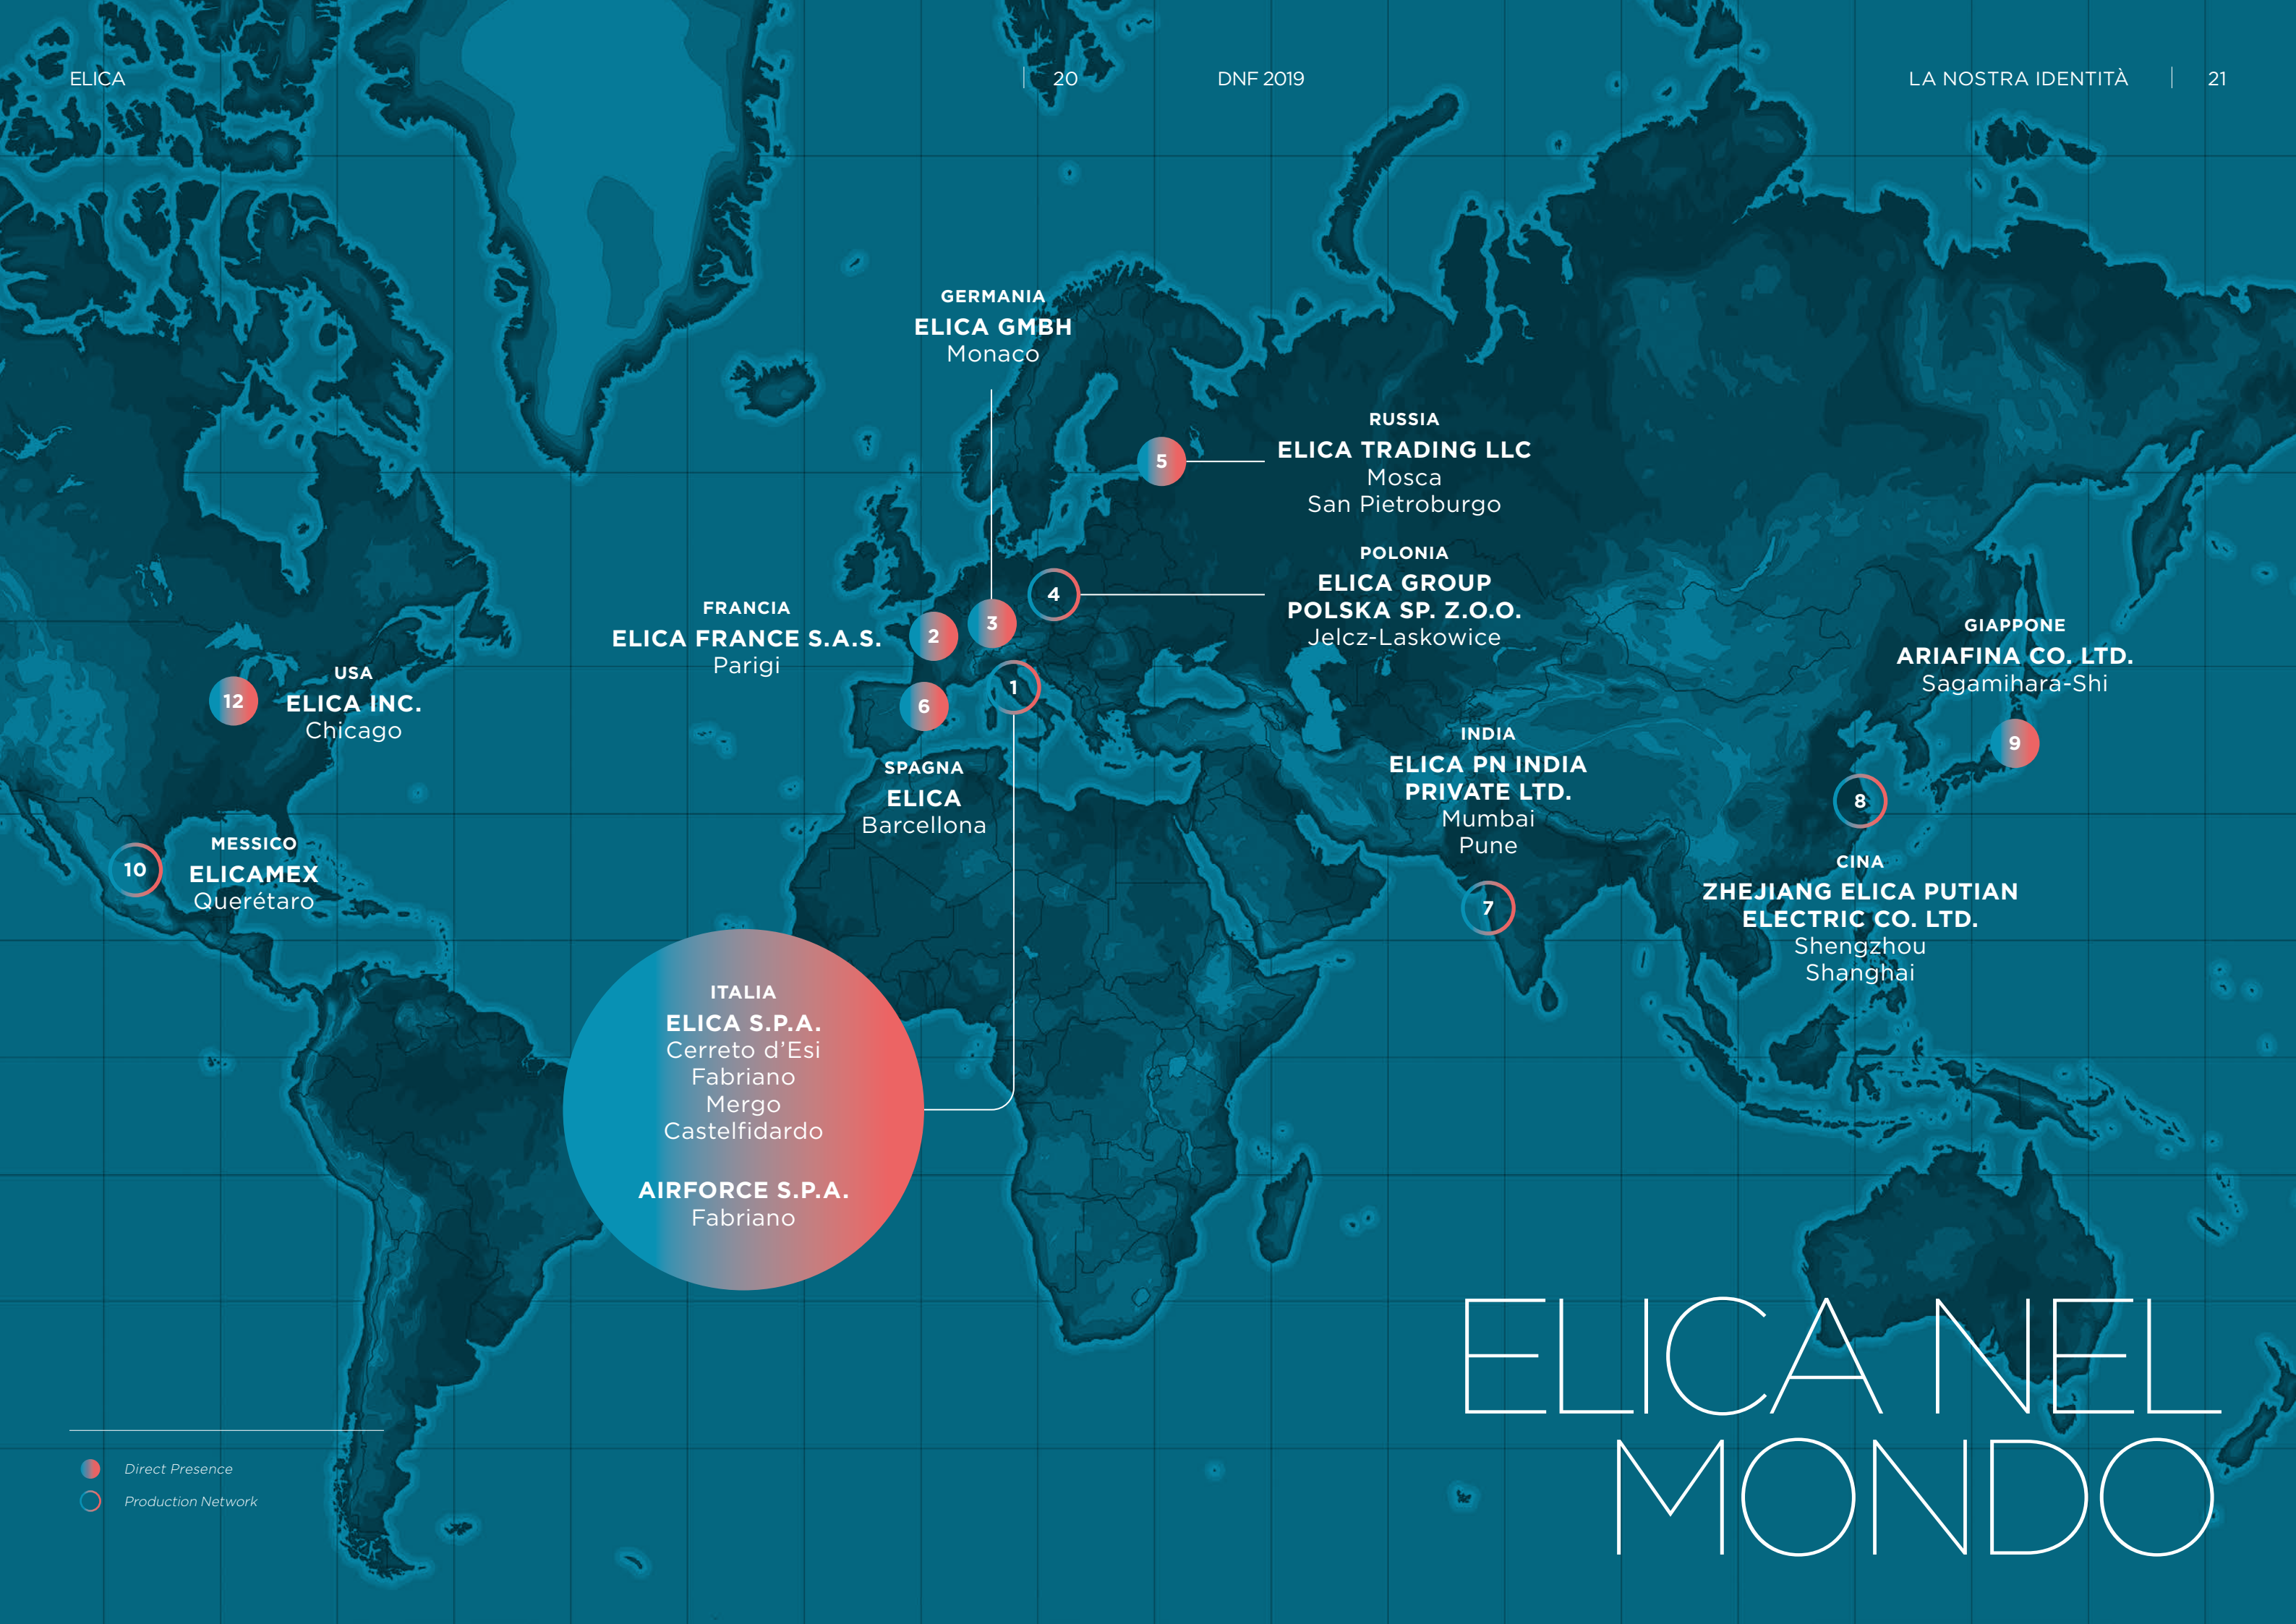 ELICA
20
DNF 2019
LA NOSTRA IDENTITÀ
21
GERMANIA
ELICA GMBH
Monaco
RUSSIA
ELICA TRADING LLC
Mosca
San Pietroburgo
5
POLONIA
ELICA GROUP
POLSKA SP. Z.O.O.
Jelcz-Laskowice
4
FRANCIA
ELICA FRANCE S.A.S.
Parigi
2
3
1
6
SPAGNA
ELICA
Barcellona
USA
ELICA INC.
Chicago
12
MESSICO
ELICAMEX
Querétaro
10
GIAPPONE
ARIAFINA CO. LTD.
Sagamihara-Shi
9
INDIA
ELICA PN INDIA
PRIVATE LTD.
Mumbai
Pune
7
8
CINA
ZHEJIANG ELICA PUTIAN
ELECTRIC CO. LTD.
Shengzhou
Shanghai
ITALIA
ELICA S.P.A.
Cerreto d’Esi
Fabriano
Mergo
Castelfidardo
AIRFORCE S.P.A.
Fabriano
Direct Presence
Production Network
ELICA NEL
MONDO